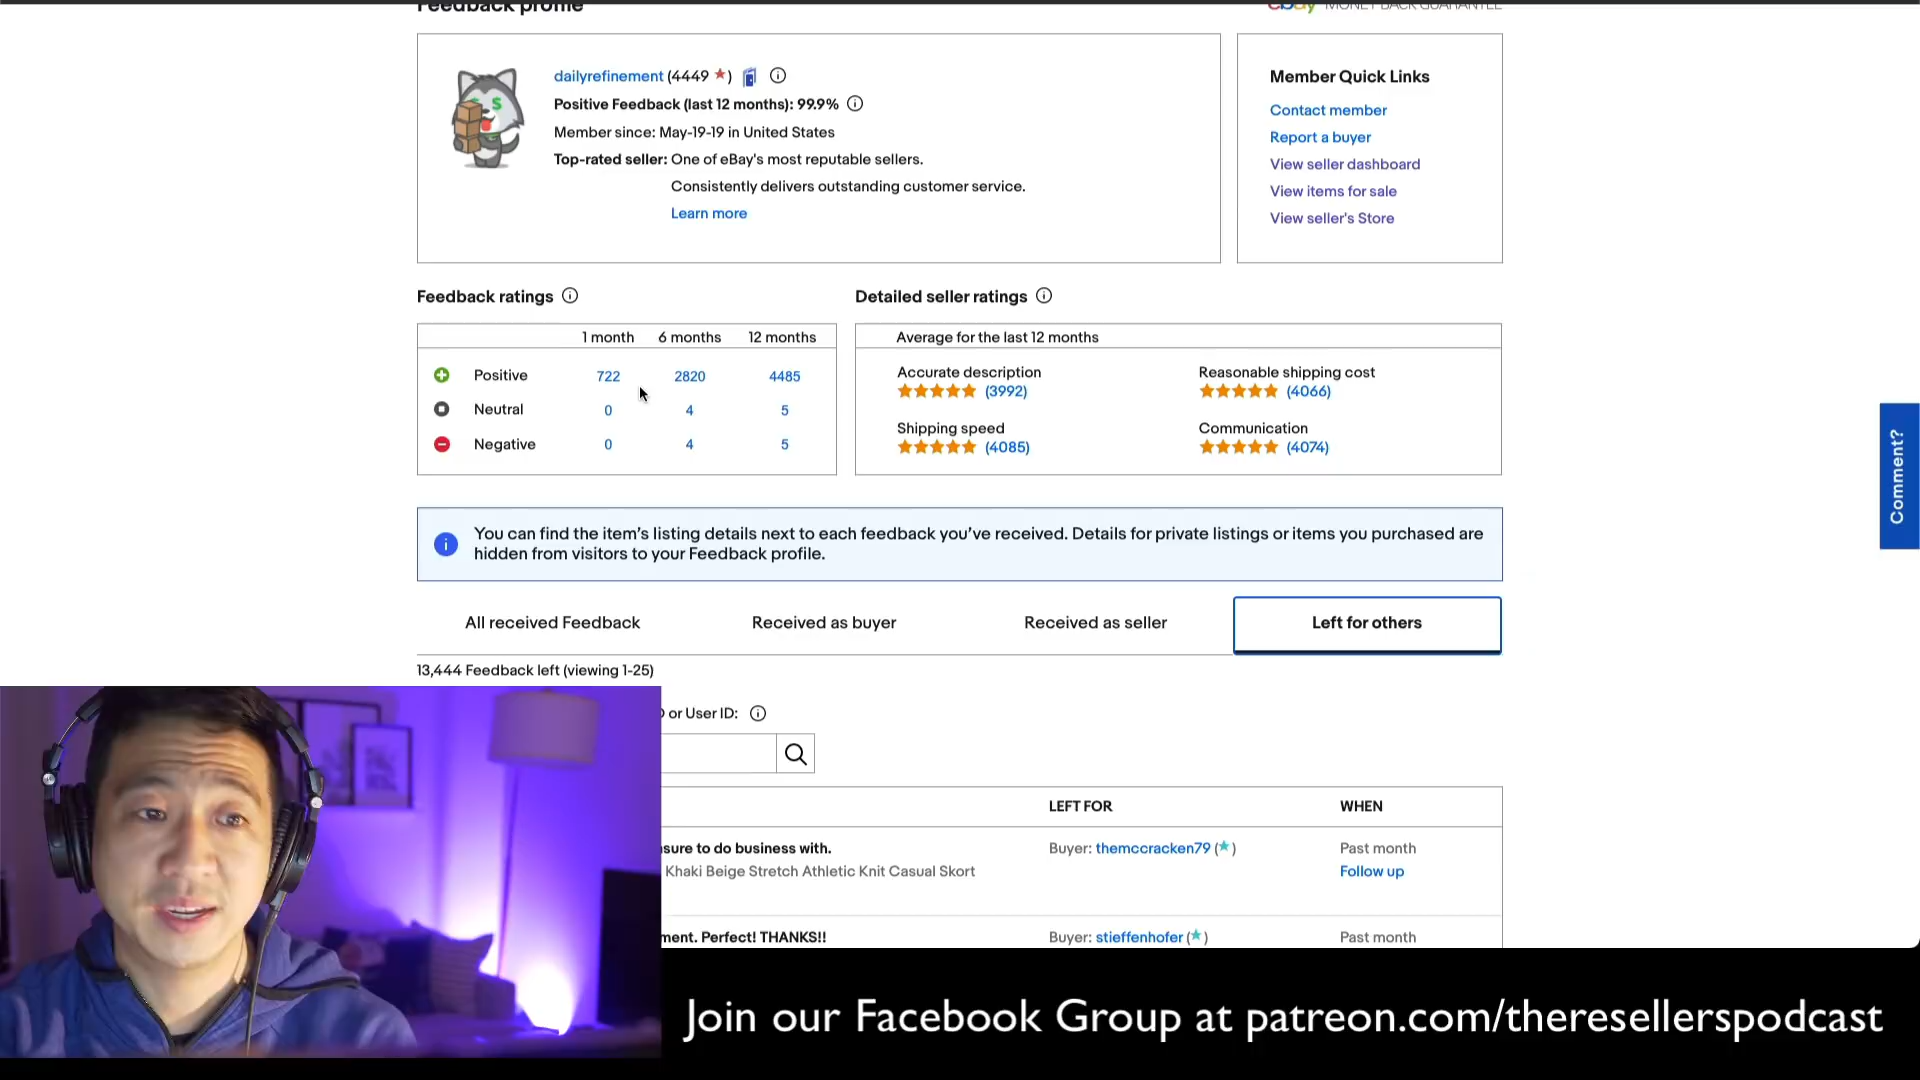 Feedback profile
ebay MONEY BACK GUARANTEE
dailyrefinement (4449 ★)
Positive Feedback (last 12 months): 99.9%
Member since: May-19-19 in United States
Top-rated seller: One of eBay's most reputable sellers.
Consistently delivers outstanding customer service.
Learn more
Member Quick Links
Contact member
Report a buyer
View seller dashboard
View items for sale
View seller's Store
Feedback ratings
1 month 6 months 12 months
Positive 722 2820 4485
Neutral 0 4 5
Negative 0 4 5
Detailed seller ratings
Average for the last 12 months
Accurate description
(3992)
Reasonable shipping cost
(4066)
Shipping speed
(4085)
Communication
(4074)
Comment?
You can find the item's listing details next to each feedback you've received. Details for private listings or items you purchased are
hidden from visitors to your Feedback profile.
All received Feedback Received as buyer Received as seller Left for others
13,444 Feedback left (viewing 1-25)
or User ID:
LEFT FOR WHEN
sure to do business with. Buyer: themccracken79 (★) Past month
Khaki Beige Stretch Athletic Knit Casual Skort Follow up
ment. Perfect! THANKS!! Buyer: stieffenhofer (★) Past month
Join our Facebook Group at patreon.com/theresellerspodcast